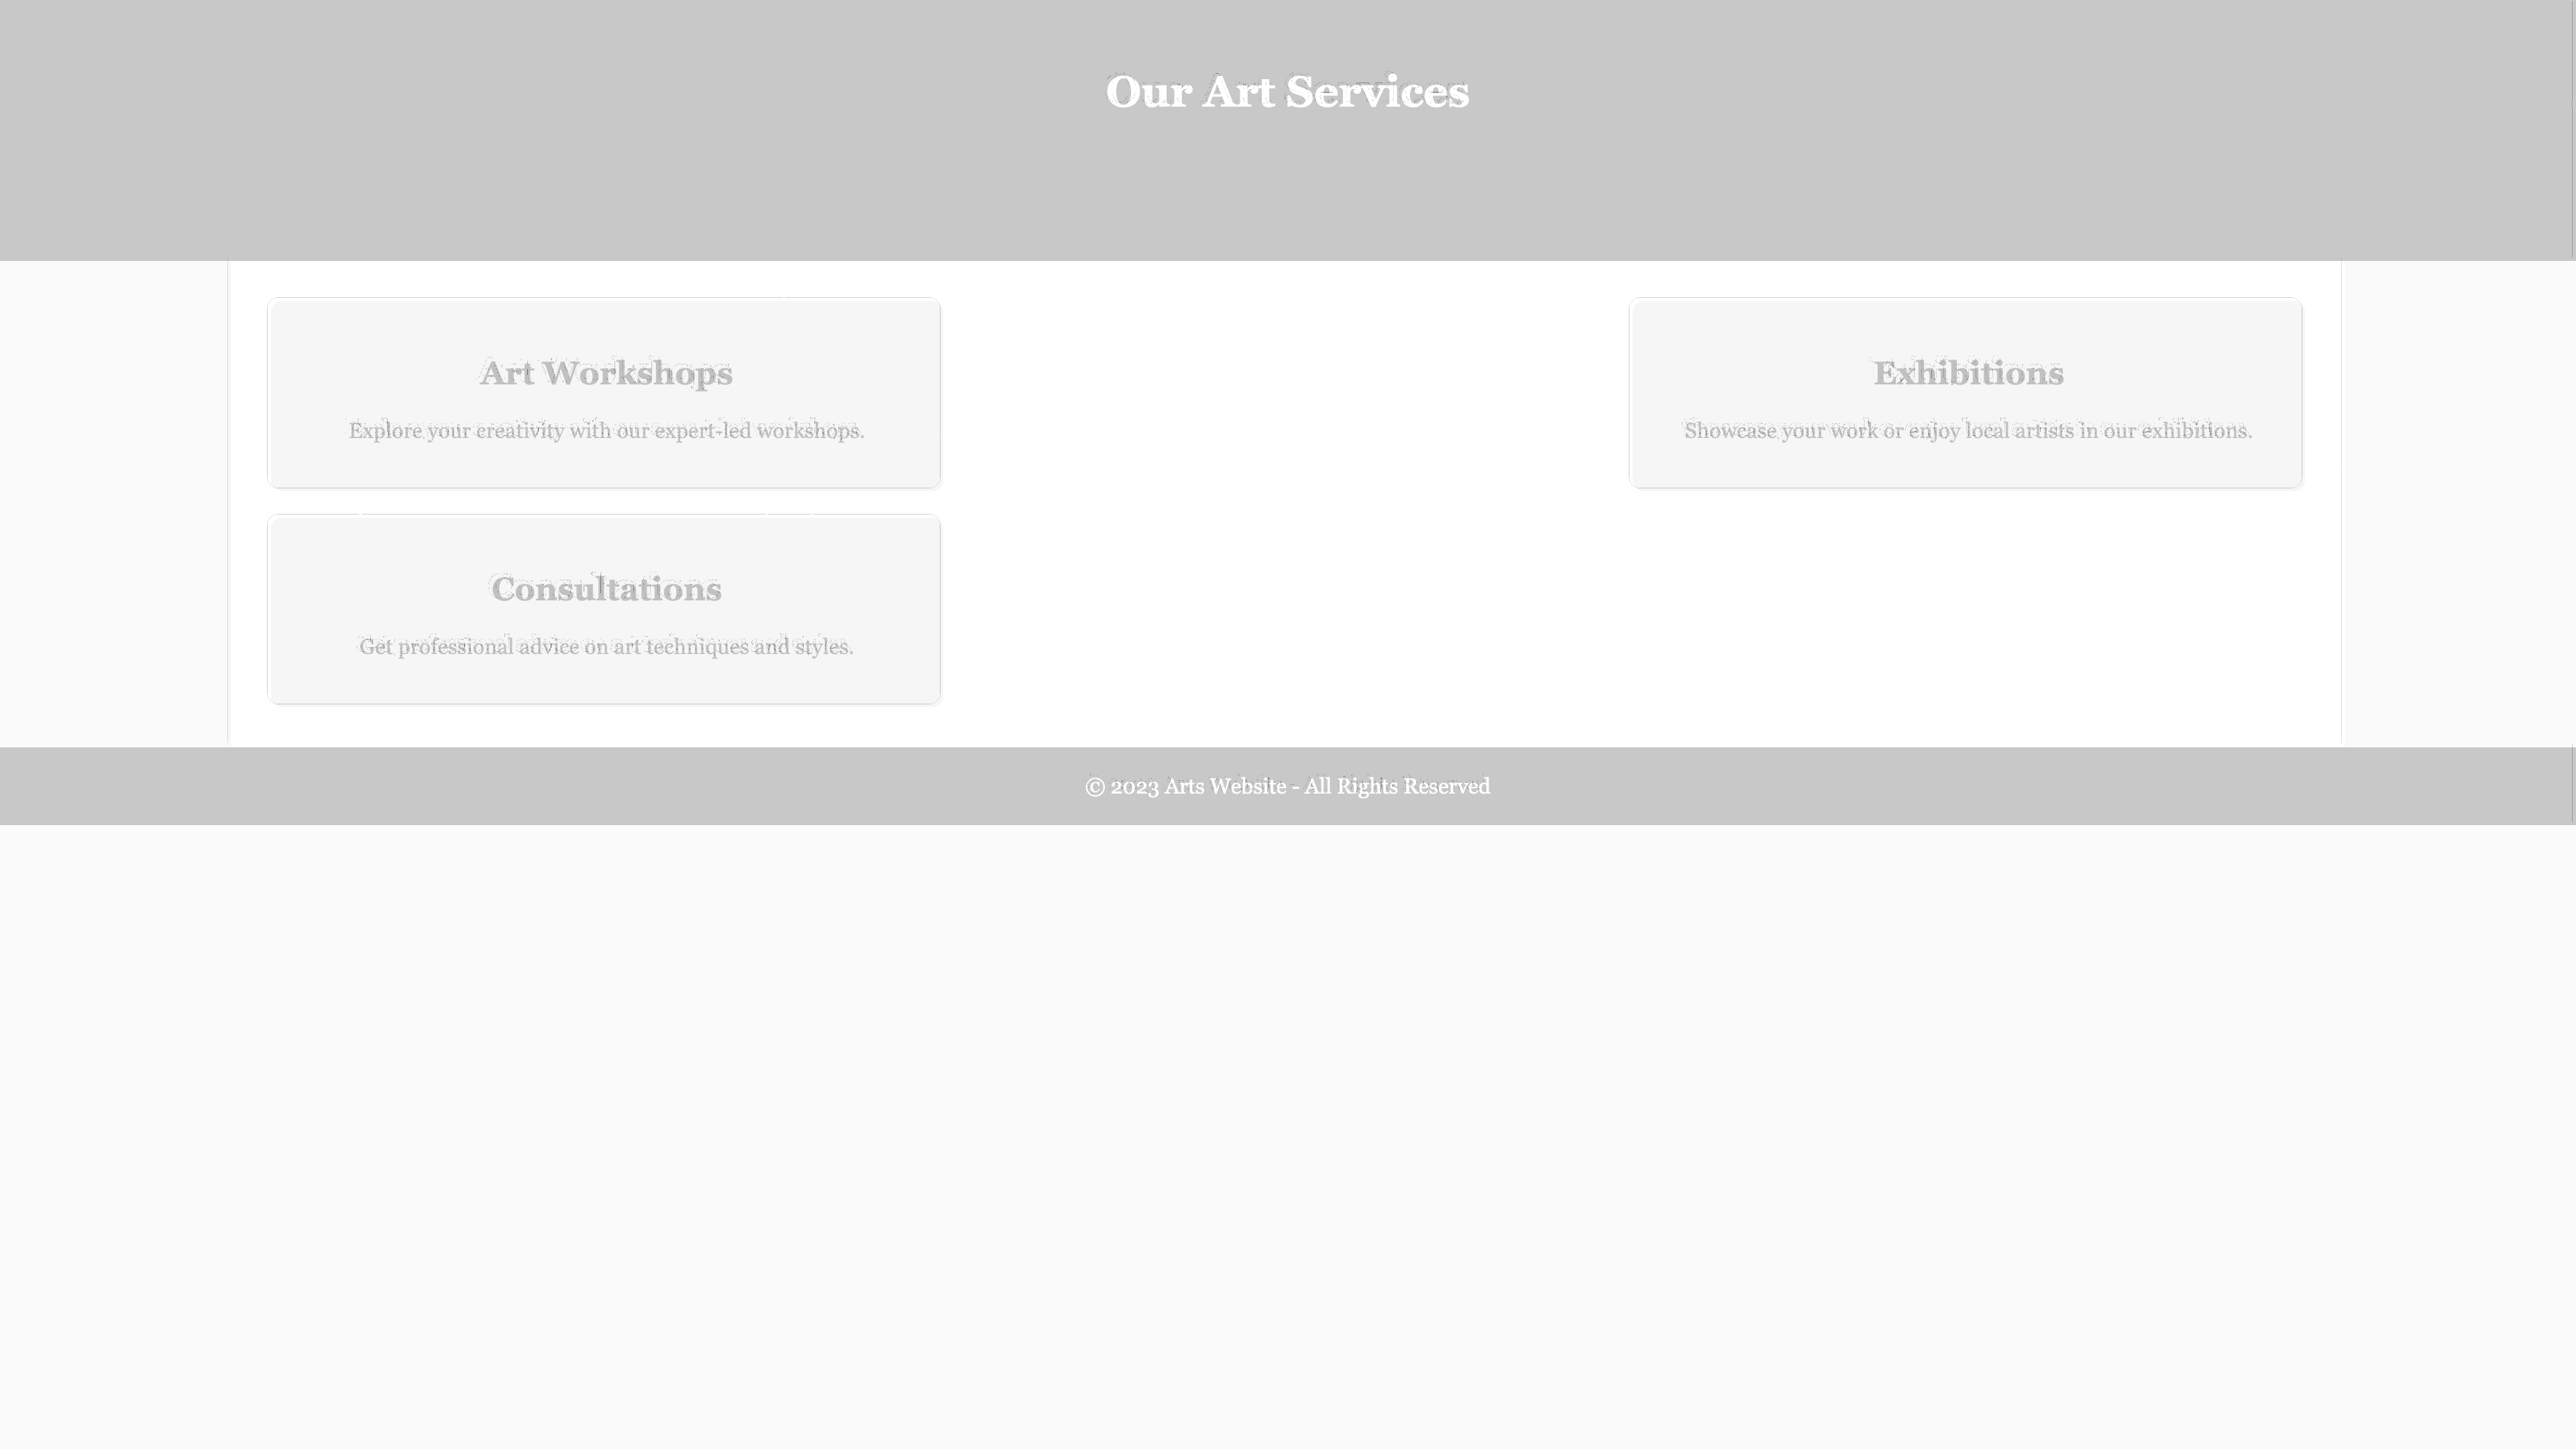 Our Art Services
Art Workshops
Explore your creativity with our expert-led workshops.
Exhibitions
Showcase your work or enjoy local artists in our exhibitions.
Consultations
Get professional advice on art techniques and styles.
© 2023 Arts Website - All Rights Reserved